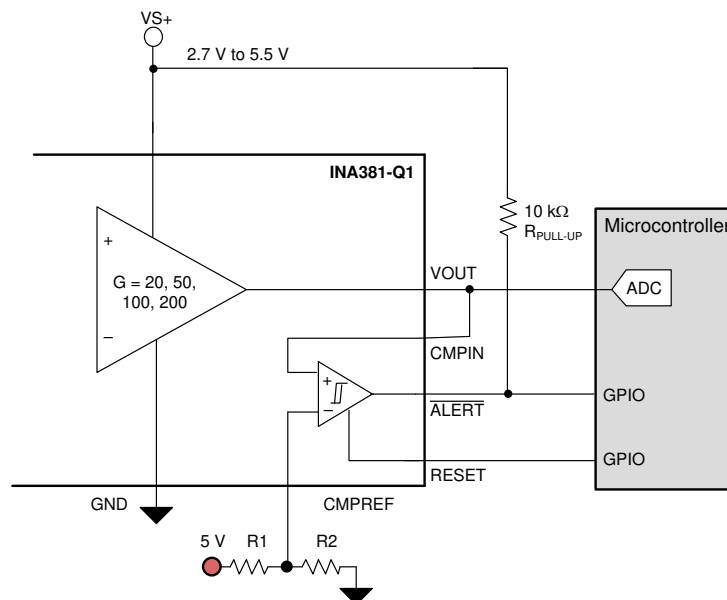 VS+
2.7 V to 5.5 V
INA381-Q1
+
G = 20, 50,
100, 200
−
10 kΩ
RPULL-UP
Microcontroller
VOUT
ADC
CMPIN
+
−
ALERT
GPIO
RESET
GPIO
GND
CMPREF
5 V
R1
R2